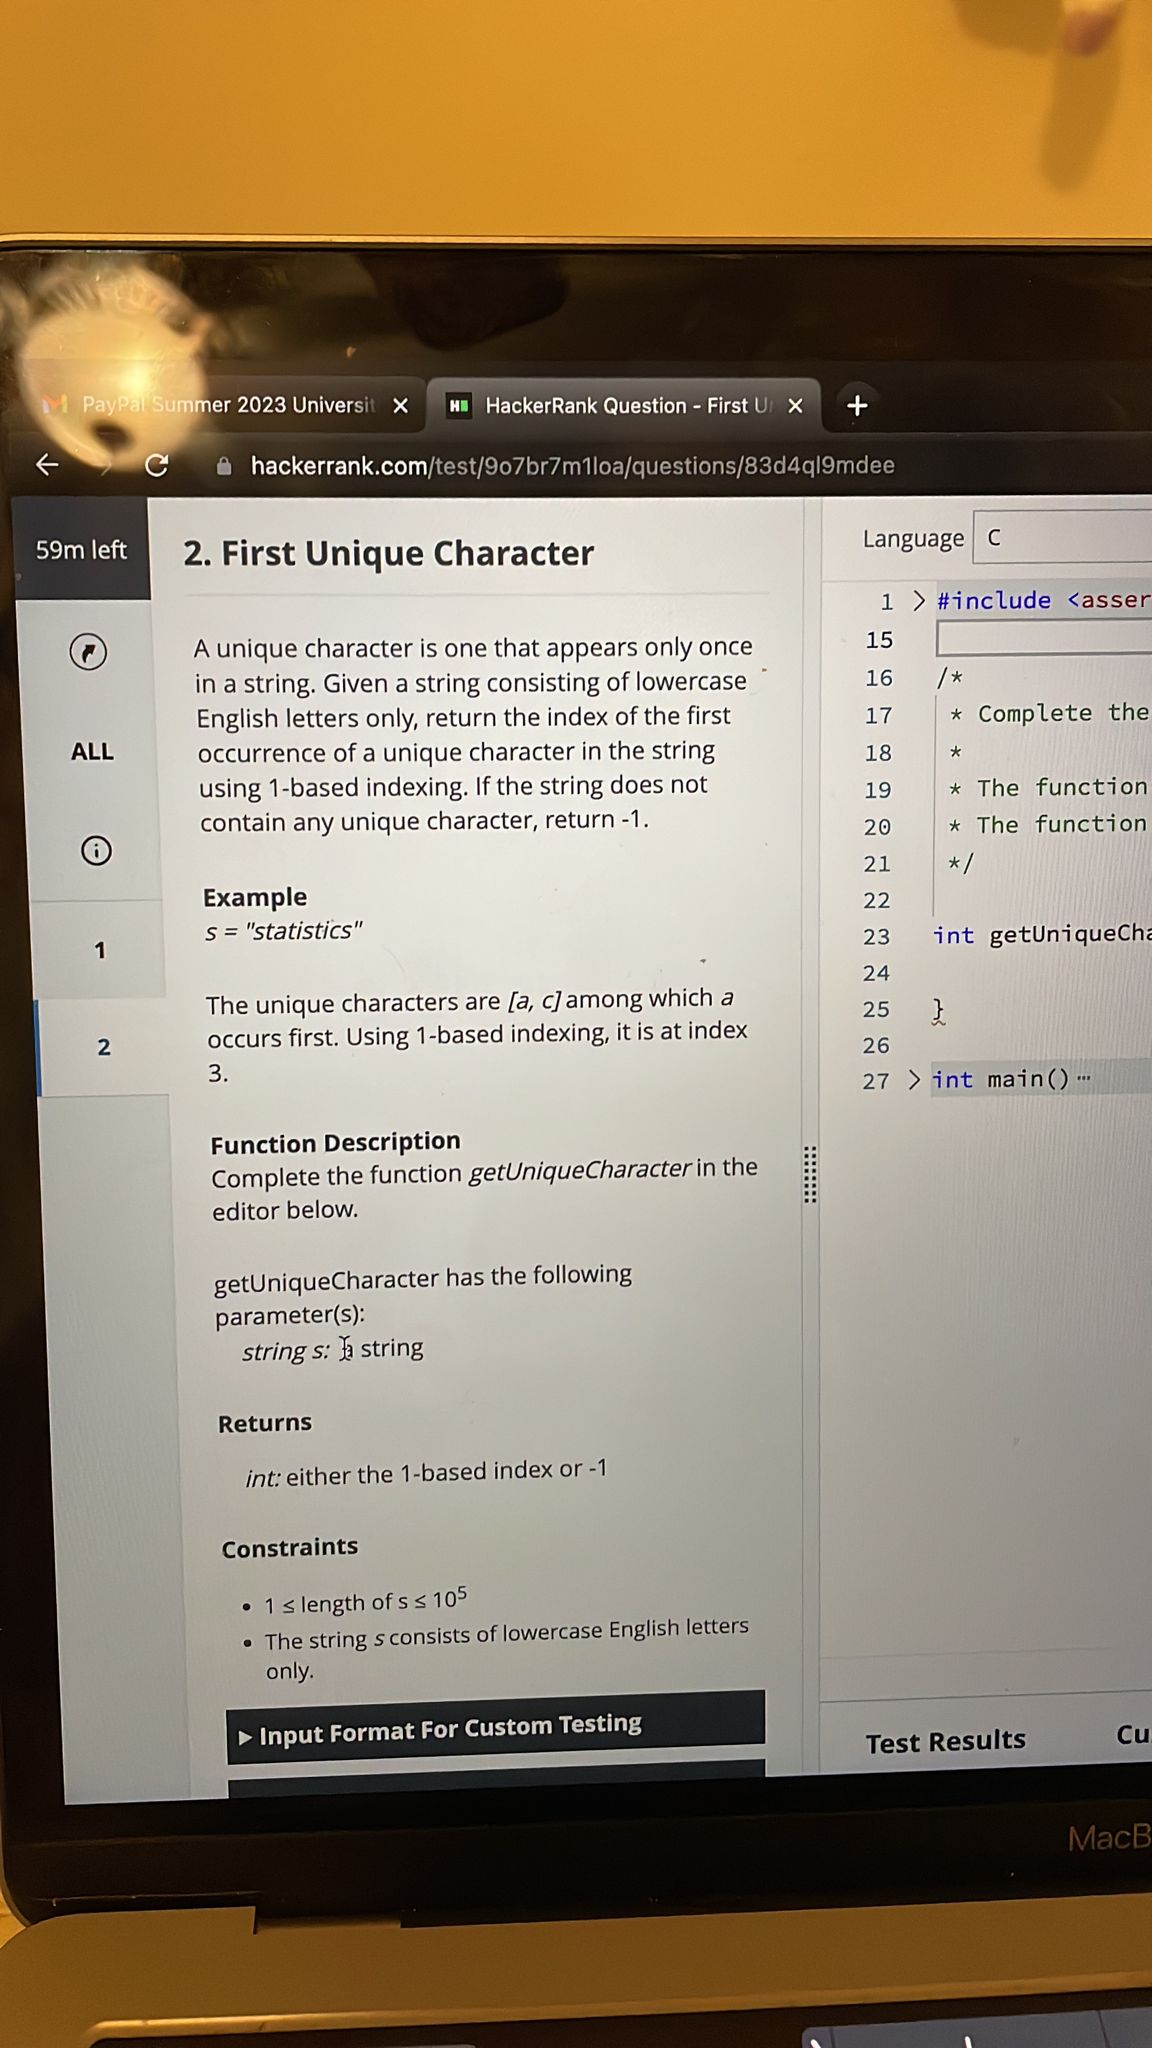 PayPal Summer 2023 Universit
HackerRank Question - First U
hackerrank.com/test/9o7br7m1loa/questions/83d4ql9mdee
59m left
ALL
1
2
2. First Unique Character
A unique character is one that appears only once
in a string. Given a string consisting of lowercase
English letters only, return the index of the first
occurrence of a unique character in the string
using 1-based indexing. If the string does not
contain any unique character, return -1.
Example
s = "statistics"
The unique characters are [a, c] among which a
occurs first. Using 1-based indexing, it is at index
3.
Function Description
Complete the function getUniqueCharacter in the
editor below.
getUniqueCharacter has the following
parameter(s):
string s: a string
Returns
int: either the 1-based index or -1
Constraints
• 1 ≤ length of s ≤ 10⁵
• The string s consists of lowercase English letters
only.
▸ Input Format For Custom Testing
Language C
1 > #include <asser
15
16 /*
17 * Complete the
18 *
19 * The function
20 * The function
21 */
22
23 int getUniqueCha
24
25 }
26
27 > int main() ⋯
Test Results Cu
MacB